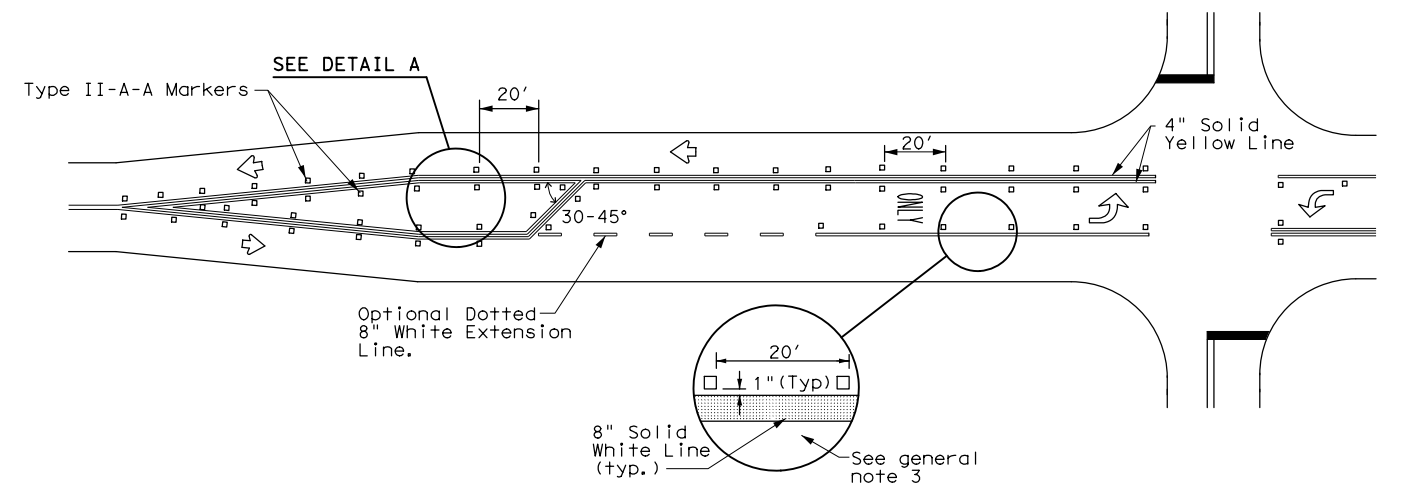 SEE DETAIL A
Type II-A-A Markers
20'
20'
4" Solid
Yellow Line
ONLY
30-45°
Optional Dotted
8" White Extension
Line.
20'
1"(Typ)
8" Solid
White Line
(typ.)
See general
note 3